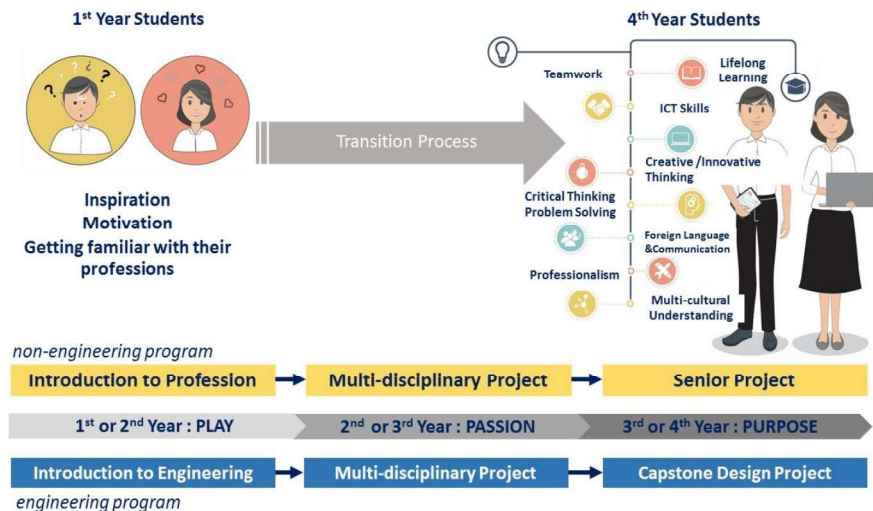 1st Year Students
4th Year Students
? ? ¿ ? ? ? ?
Transition Process
Teamwork
Lifelong
Learning
ICT Skills
Creative /Innovative
Thinking
Critical Thinking
Problem Solving
Foreign Language
&Communication
Professionalism
Multi-cultural
Understanding
Inspiration
Motivation
Getting familiar with their
professions
non-engineering program
Introduction to Profession
Multi-disciplinary Project
Senior Project
1st or 2nd Year : PLAY
2nd or 3rd Year : PASSION
3rd or 4th Year : PURPOSE
Introduction to Engineering
Multi-disciplinary Project
Capstone Design Project
engineering program